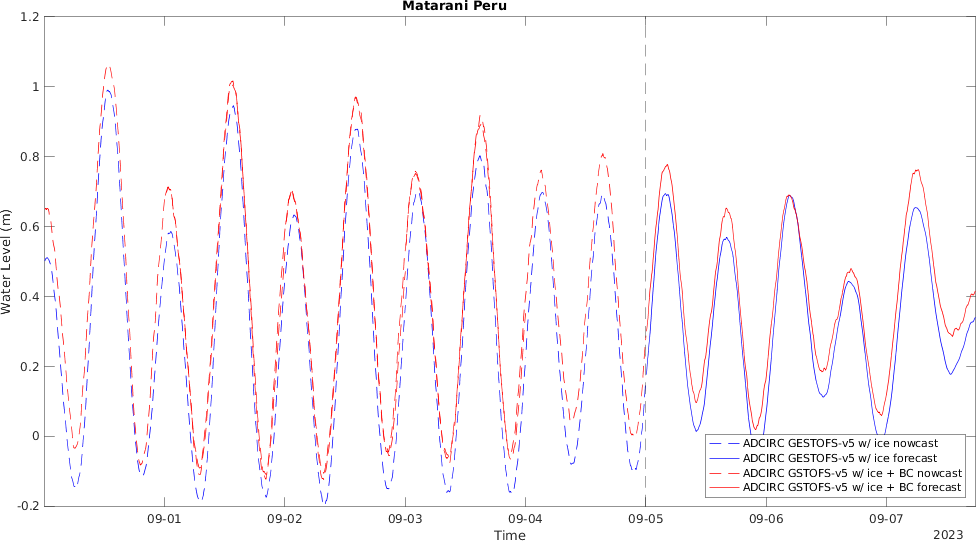 Matarani Peru
1.2
1
0.8
0.6
0.4
0.2
0
-0.2
Water Level (m)
09-01 09-02 09-03 09-04 09-05 09-06 09-07
Time
2023
ADCIRC GESTOFS-v5 w/ ice nowcast
ADCIRC GESTOFS-v5 w/ ice forecast
ADCIRC GSTOFS-v5 w/ ice + BC nowcast
ADCIRC GSTOFS-v5 w/ ice + BC forecast